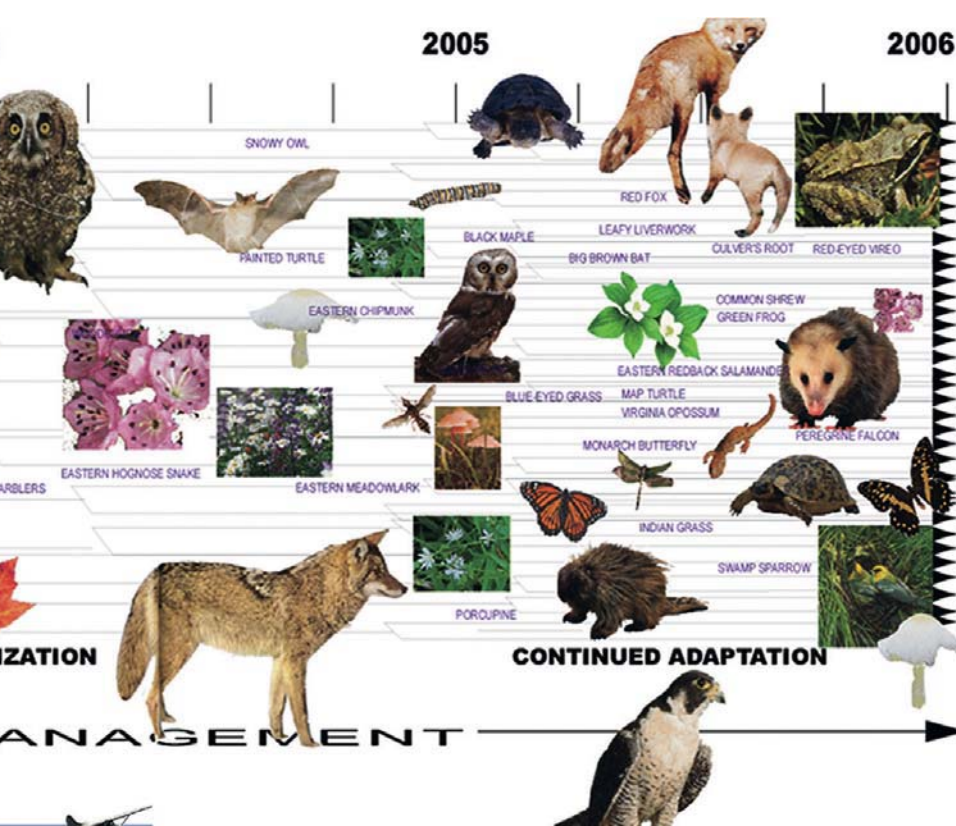 2005
2006
SNOWY OWL
RED FOX
LEAFY LIVERWORK
BLACK MAPLE
CULVER'S ROOT
RED-EYED VIREO
PAINTED TURTLE
BIG BROWN BAT
COMMON SHREW
EASTERN CHIPMUNK
GREEN FROG
EASTERN REDBACK SALAMANDE
BLUE-EYED GRASS
MAP TURTLE
VIRGINIA OPOSSUM
PEREGRINE FALCON
MONARCH BUTTERFLY
EASTERN HOGNOSE SNAKE
ARBLERS
EASTERN MEADOWLARK
INDIAN GRASS
SWAMP SPARROW
PORCUPINE
IZATION
CONTINUED ADAPTATION
ANAGEMENT